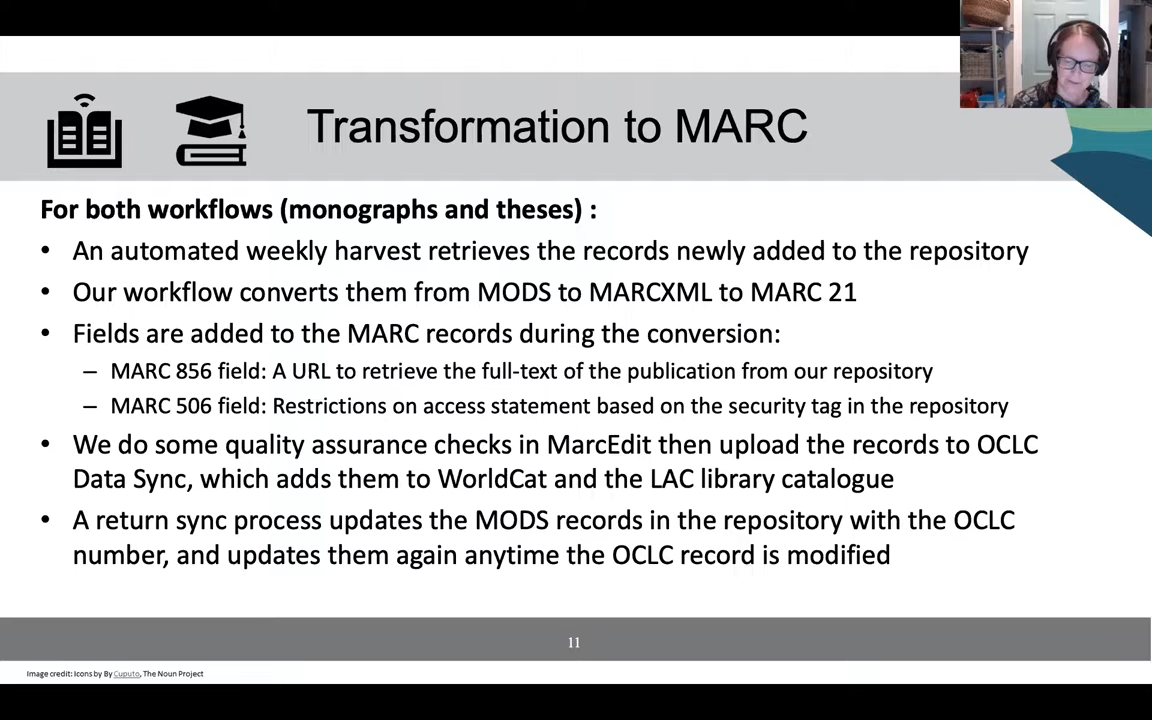 Transformation to MARC
For both workflows (monographs and theses) :
• An automated weekly harvest retrieves the records newly added to the repository
• Our workflow converts them from MODS to MARCXML to MARC 21
• Fields are added to the MARC records during the conversion:
– MARC 856 field: A URL to retrieve the full-text of the publication from our repository
– MARC 506 field: Restrictions on access statement based on the security tag in the repository
• We do some quality assurance checks in MarcEdit then upload the records to OCLC
Data Sync, which adds them to WorldCat and the LAC library catalogue
• A return sync process updates the MODS records in the repository with the OCLC
number, and updates them again anytime the OCLC record is modified
11
Image credit: Icons by By Cuputo, The Noun Project